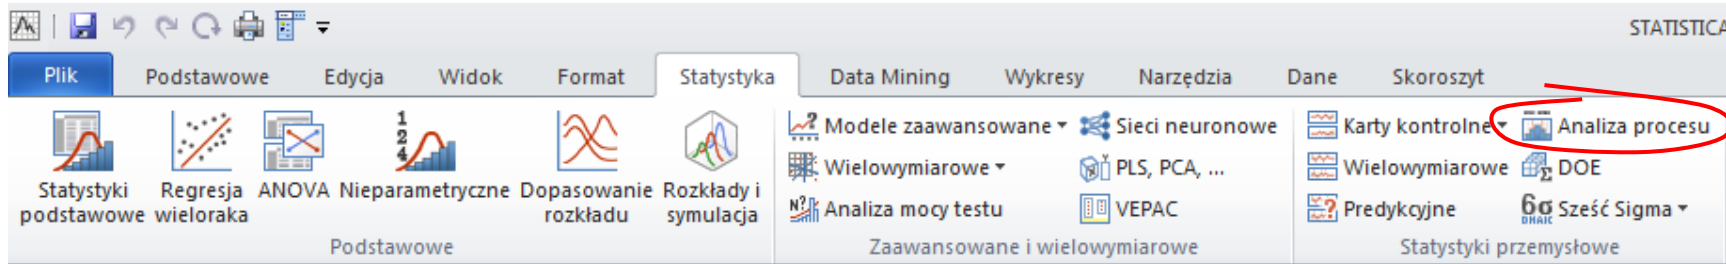 STATISTICA
Plik Podstawowe Edycja Widok Format Statystyka Data Mining Wykresy Narzędzia Dane Skoroszyt
Statystyki podstawowe
Regresja wieloraka
ANOVA
Nieparametryczne
Dopasowanie rozkładu
Rozkłady i symulacja
Podstawowe
Modele zaawansowane
Wielowymiarowe
Analiza mocy testu
Sieci neuronowe
PLS, PCA, ...
VEPAC
Zaawansowane i wielowymiarowe
Karty kontrolne
Wielowymiarowe
Predykcyjne
Analiza procesu
DOE
6σ DMAIC Sześć Sigma
Statystyki przemysłowe